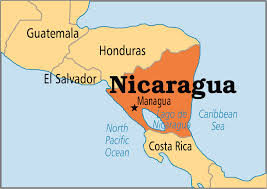 Guatemala
Honduras
El Salvador
Nicaragua
Managua
Lago de
Nicaragua
Caribbean
Sea
North
Pacific
Ocean
Costa Rica